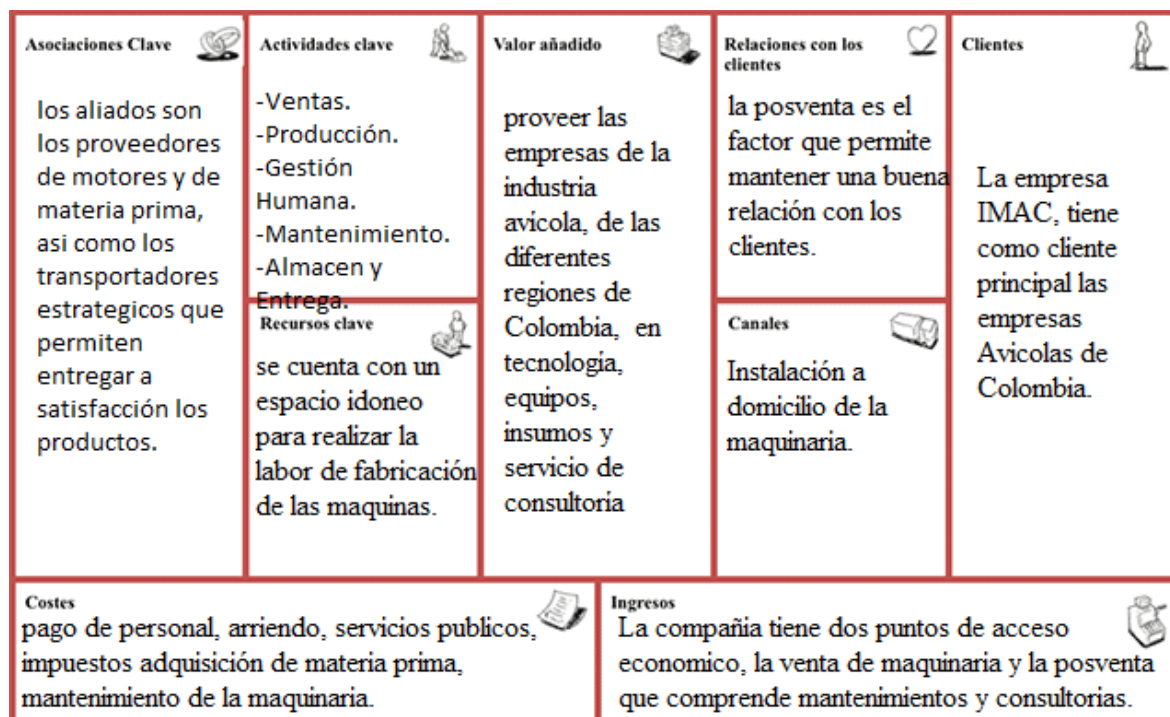 Asociaciones Clave
los aliados son
los proveedores
de motores y de
materia prima,
asi como los
transportadores
estrategicos que
permiten
entregar a
satisfacción los
productos.
Actividades clave
-Ventas.
-Producción.
-Gestión
Humana.
-Mantenimiento.
-Almacen y
Entrega.
Recursos clave
se cuenta con un
espacio idoneo
para realizar la
labor de fabricación
de las maquinas.
Valor añadido
proveer las
empresas de la
industria
avícola, de las
diferentes
regiones de
Colombia, en
tecnología,
equipos,
insumos y
servicio de
consultoría
Relaciones con los
clientes
la posventa es el
factor que permite
mantener una buena
relación con los
clientes.
Canales
Instalación a
domicilio de la
maquinaria.
Clientes
La empresa
IMAC, tiene
como cliente
principal las
empresas
Avicolas de
Colombia.
Costes
pago de personal, arriendo, servicios publicos,
impuestos adquisición de materia prima,
mantenimiento de la maquinaria.
Ingresos
La compañia tiene dos puntos de acceso
economico, la venta de maquinaria y la posventa
que comprende mantenimientos y consultorias.